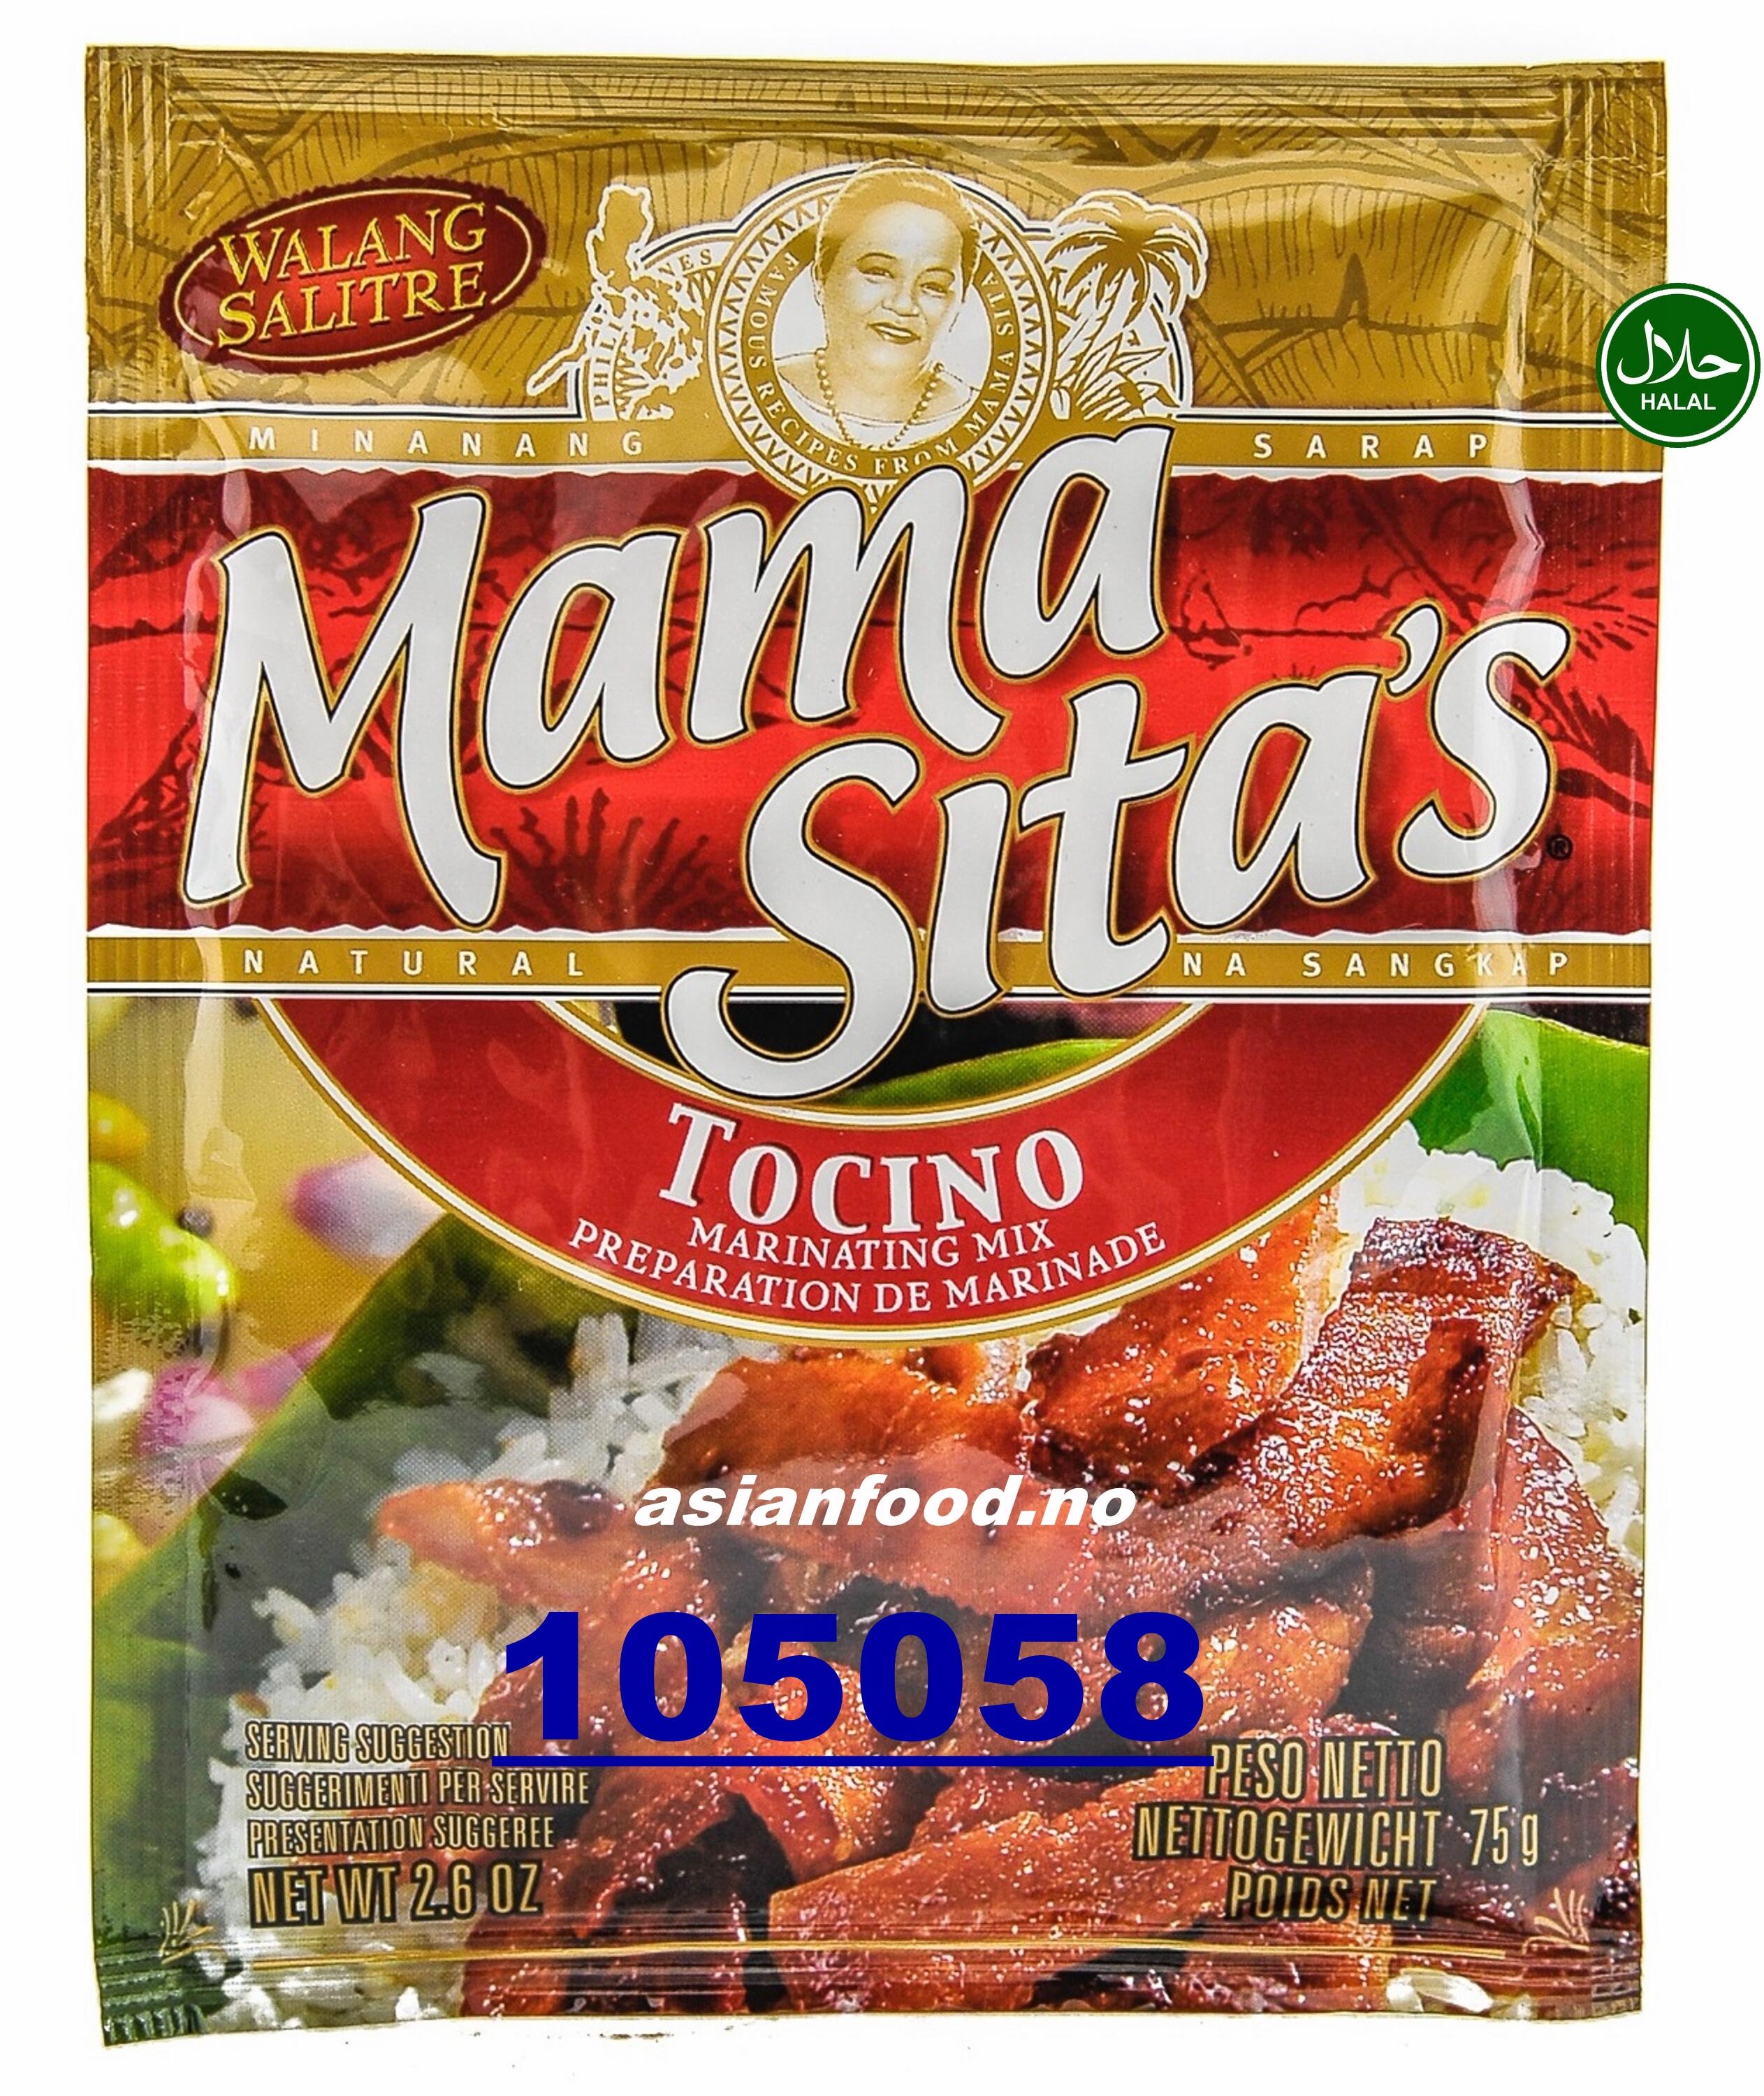 WALANG
SALITRE
PHILIPPINES
FAMOUS RECIPES FROM MAMA SITA
حلال
HALAL
MINANANG SARAP
Mama
Sita's
®
NATURAL NA SANGKAP
TOCINO
MARINATING MIX
PREPARATION DE MARINADE
asianfood.no
105058
SERVING SUGGESTION
SUGGERIMENTI PER SERVIRE
PRESENTATION SUGGEREE
NET WT 2.6 OZ
PESO NETTO
NETTOGEWICHT 75 g
POIDS NET